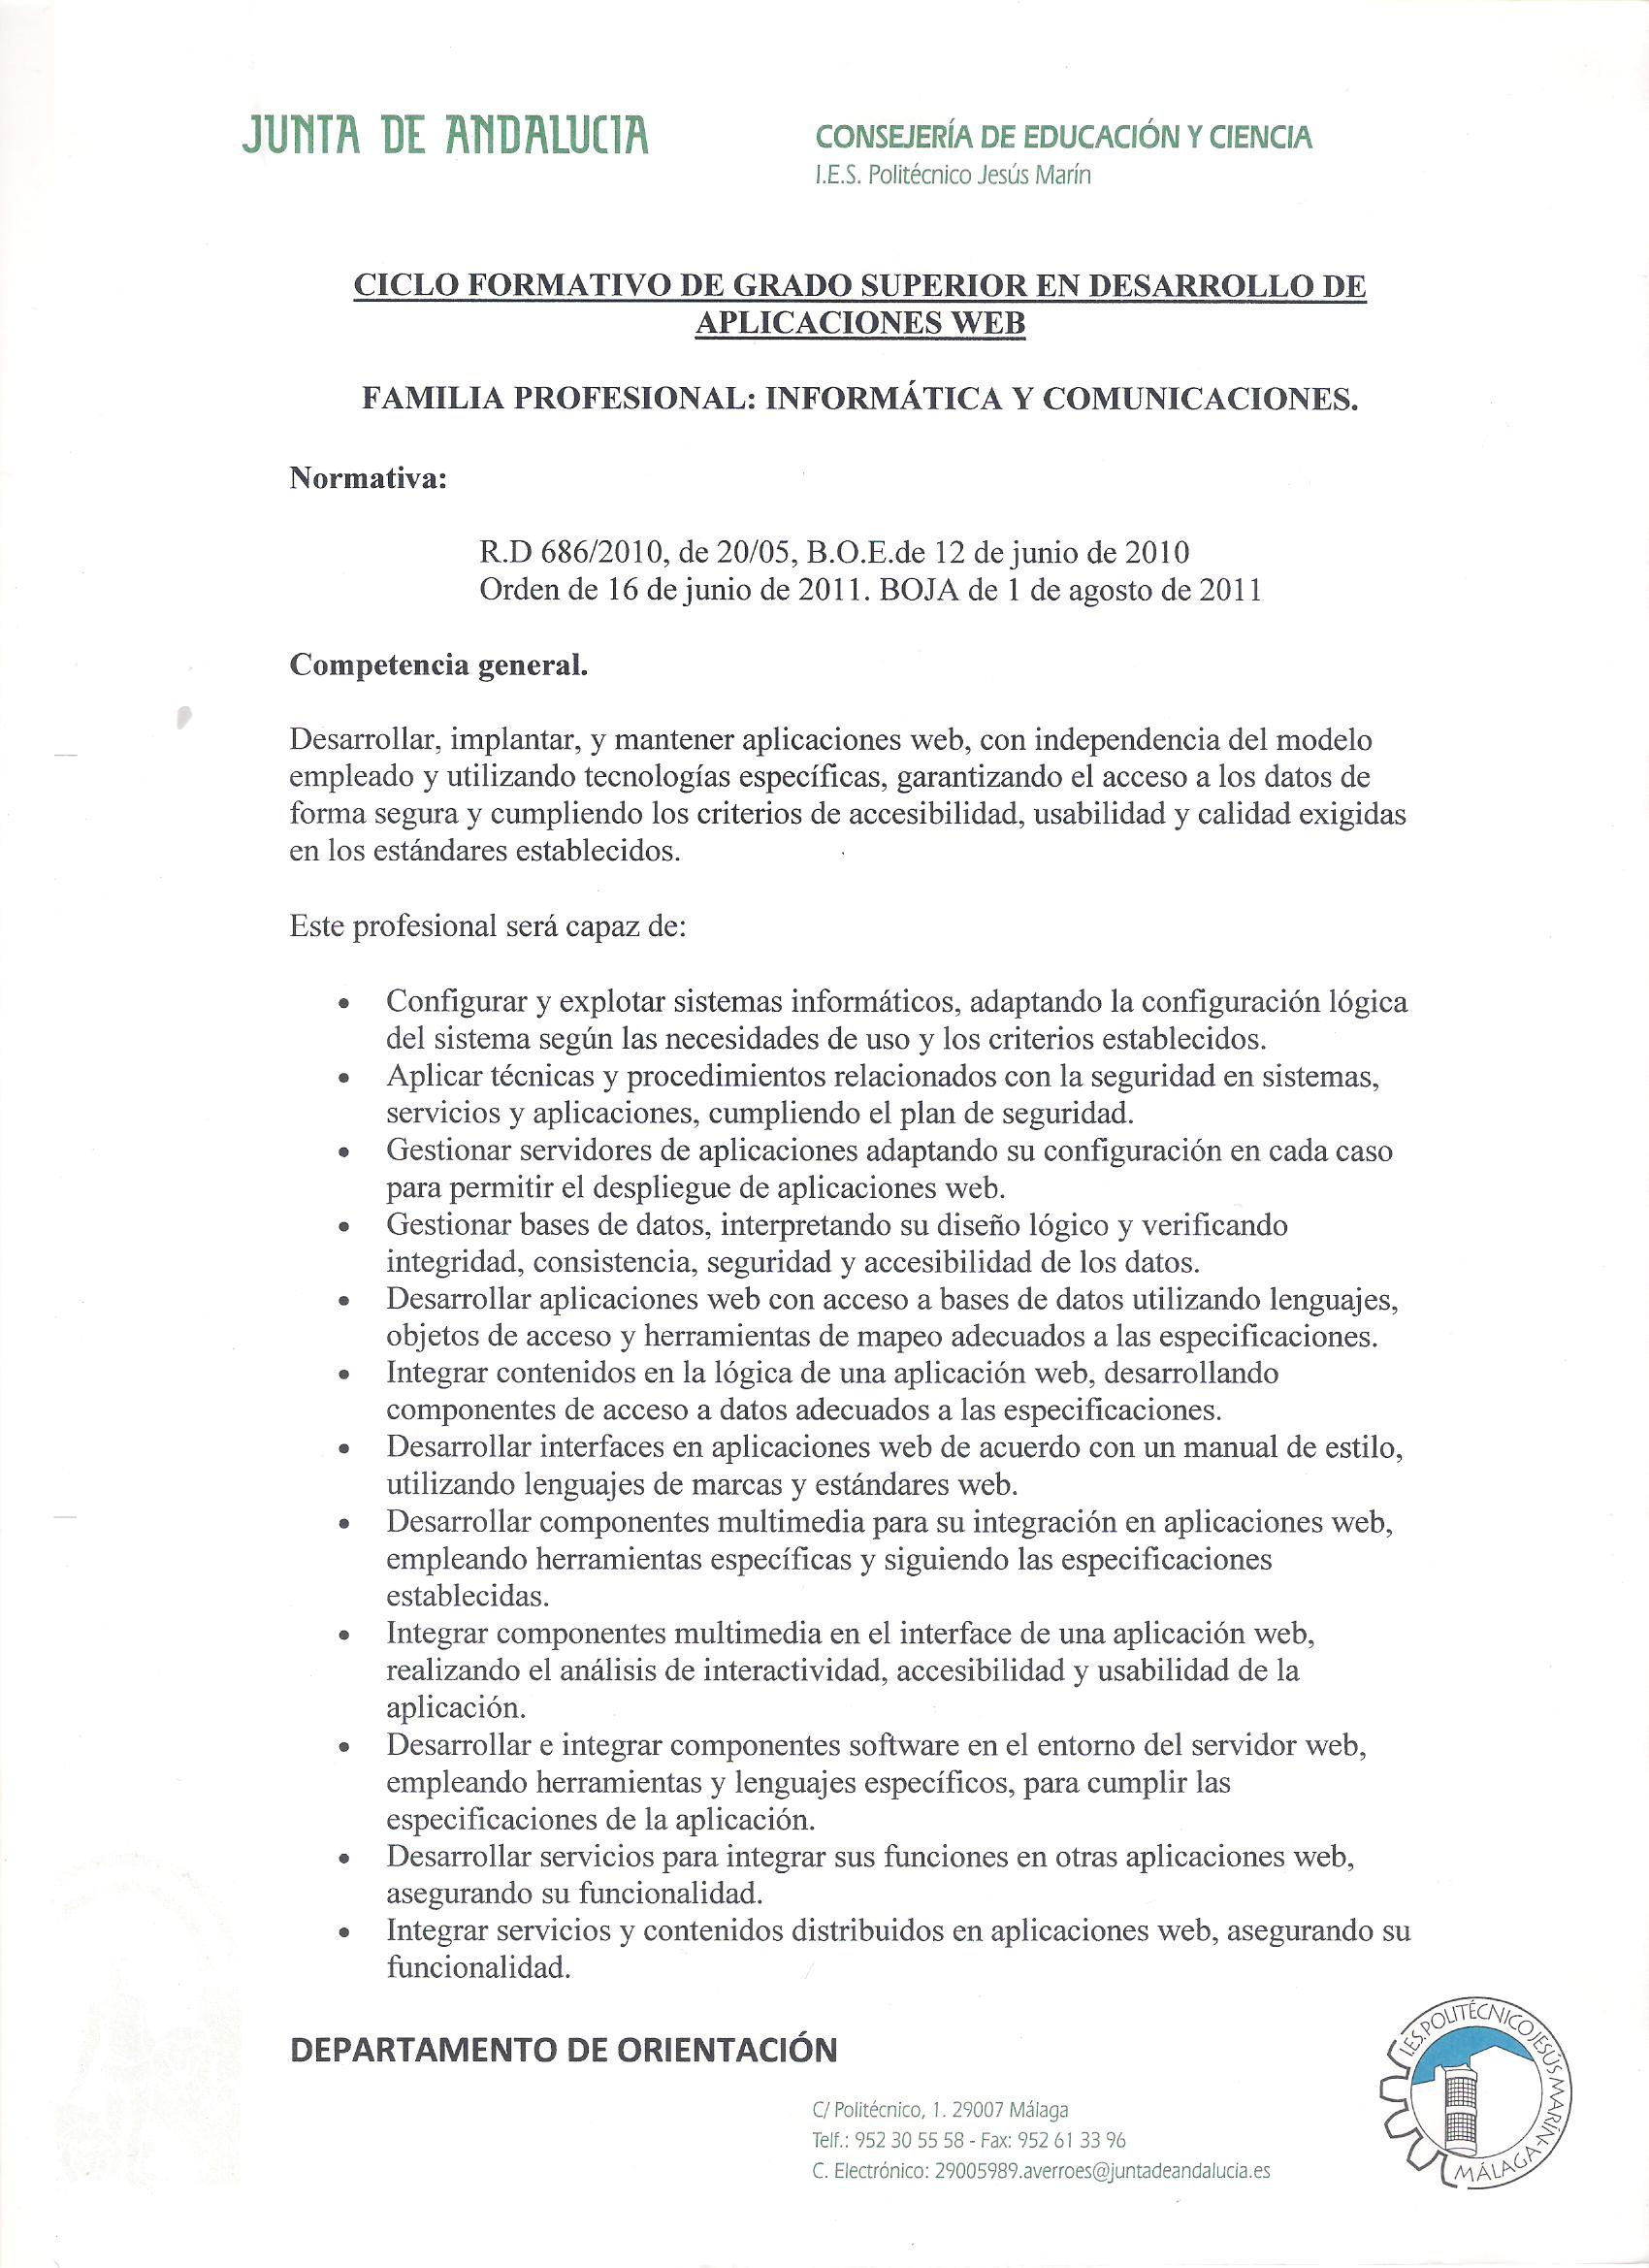 JUNTA DE ANDALUCIA
CONSEJERÍA DE EDUCACIÓN Y CIENCIA
I.E.S. Politécnico Jesús Marín
CICLO FORMATIVO DE GRADO SUPERIOR EN DESARROLLO DE
APLICACIONES WEB
FAMILIA PROFESIONAL: INFORMÁTICA Y COMUNICACIONES.
Normativa:
R.D 686/2010, de 20/05, B.O.E.de 12 de junio de 2010
Orden de 16 de junio de 2011. BOJA de 1 de agosto de 2011
Competencia general.
Desarrollar, implantar, y mantener aplicaciones web, con independencia del modelo
empleado y utilizando tecnologías específicas, garantizando el acceso a los datos de
forma segura y cumpliendo los criterios de accesibilidad, usabilidad y calidad exigidas
en los estándares establecidos.
Este profesional será capaz de:
• Configurar y explotar sistemas informáticos, adaptando la configuración lógica
del sistema según las necesidades de uso y los criterios establecidos.
• Aplicar técnicas y procedimientos relacionados con la seguridad en sistemas,
servicios y aplicaciones, cumpliendo el plan de seguridad.
• Gestionar servidores de aplicaciones adaptando su configuración en cada caso
para permitir el despliegue de aplicaciones web.
• Gestionar bases de datos, interpretando su diseño lógico y verificando
integridad, consistencia, seguridad y accesibilidad de los datos.
• Desarrollar aplicaciones web con acceso a bases de datos utilizando lenguajes,
objetos de acceso y herramientas de mapeo adecuados a las especificaciones.
• Integrar contenidos en la lógica de una aplicación web, desarrollando
componentes de acceso a datos adecuados a las especificaciones.
• Desarrollar interfaces en aplicaciones web de acuerdo con un manual de estilo,
utilizando lenguajes de marcas y estándares web.
• Desarrollar componentes multimedia para su integración en aplicaciones web,
empleando herramientas específicas y siguiendo las especificaciones
establecidas.
• Integrar componentes multimedia en el interface de una aplicación web,
realizando el análisis de interactividad, accesibilidad y usabilidad de la
aplicación.
• Desarrollar e integrar componentes software en el entorno del servidor web,
empleando herramientas y lenguajes específicos, para cumplir las
especificaciones de la aplicación.
• Desarrollar servicios para integrar sus funciones en otras aplicaciones web,
asegurando su funcionalidad.
• Integrar servicios y contenidos distribuidos en aplicaciones web, asegurando su
funcionalidad.
DEPARTAMENTO DE ORIENTACIÓN
C/ Politécnico, 1. 29007 Málaga
Telf.: 952 30 55 58 - Fax: 952 61 33 96
C. Electrónico: 29005989.averroes@juntadeandalucia.es
I.E.S. POLITÉCNICO JESÚS MARÍN - MÁLAGA